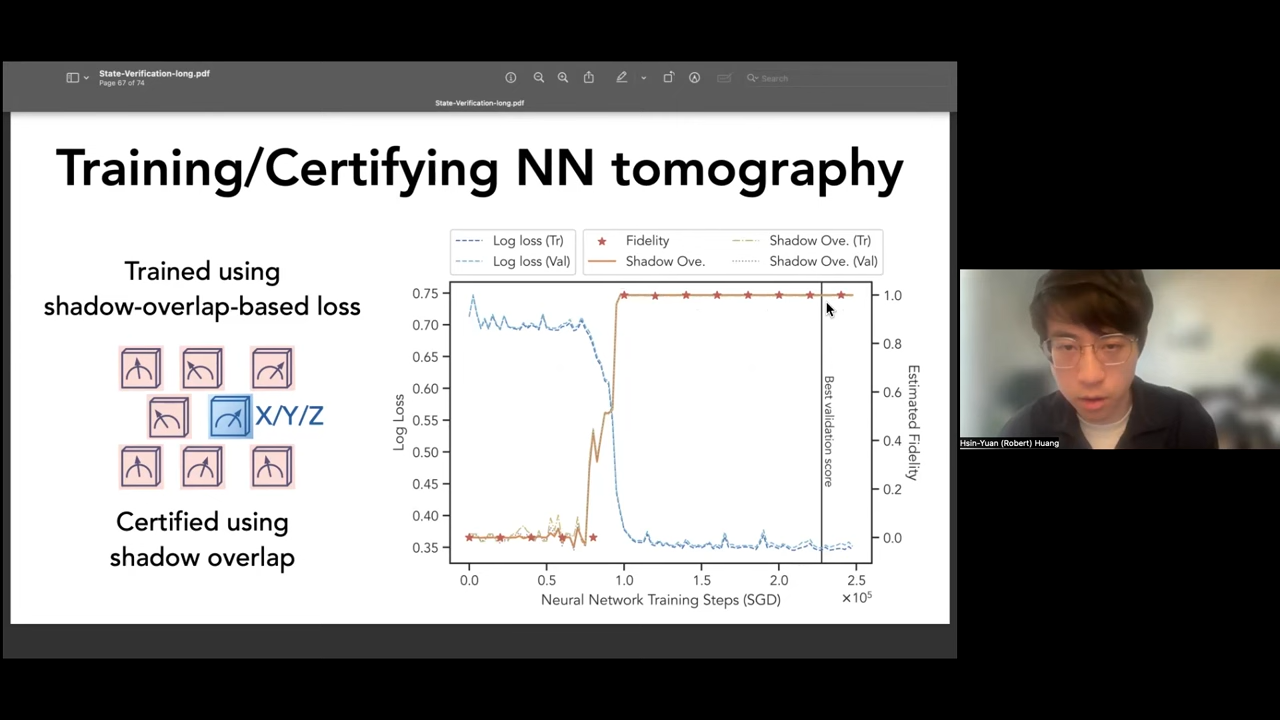 State-Verification-long.pdf
Page 67 of 74
Search
State-Verification-long.pdf
Training/Certifying NN tomography
Trained using
shadow-overlap-based loss
X/Y/Z
Certified using
shadow overlap
Log loss (Tr)
Log loss (Val)
Fidelity
Shadow Ove.
Shadow Ove. (Tr)
Shadow Ove. (Val)
0.75
0.70
0.65
0.60
0.55
0.50
0.45
0.40
0.35
Log Loss
1.0
0.8
0.6
0.4
0.2
0.0
Estimated Fidelity
Best validation score
0.0 0.5 1.0 1.5 2.0 2.5
×10⁵
Neural Network Training Steps (SGD)
Hsin-Yuan (Robert) Huang